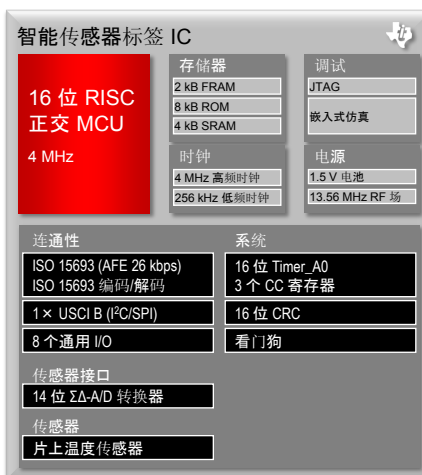 智能传感器标签 IC
16 位 RISC
正交 MCU
4 MHz
存储器
2 kB FRAM
8 kB ROM
4 kB SRAM
调试
JTAG
嵌入式仿真
时钟
4 MHz 高频时钟
256 kHz 低频时钟
电源
1.5 V 电池
13.56 MHz RF 场
连通性
ISO 15693 (AFE 26 kbps)
ISO 15693 编码/解码
1× USCI B (I²C/SPI)
8 个通用 I/O
系统
16 位 Timer_A0
3 个 CC 寄存器
16 位 CRC
看门狗
传感器接口
14 位 ΣΔ-A/D 转换器
传感器
片上温度传感器